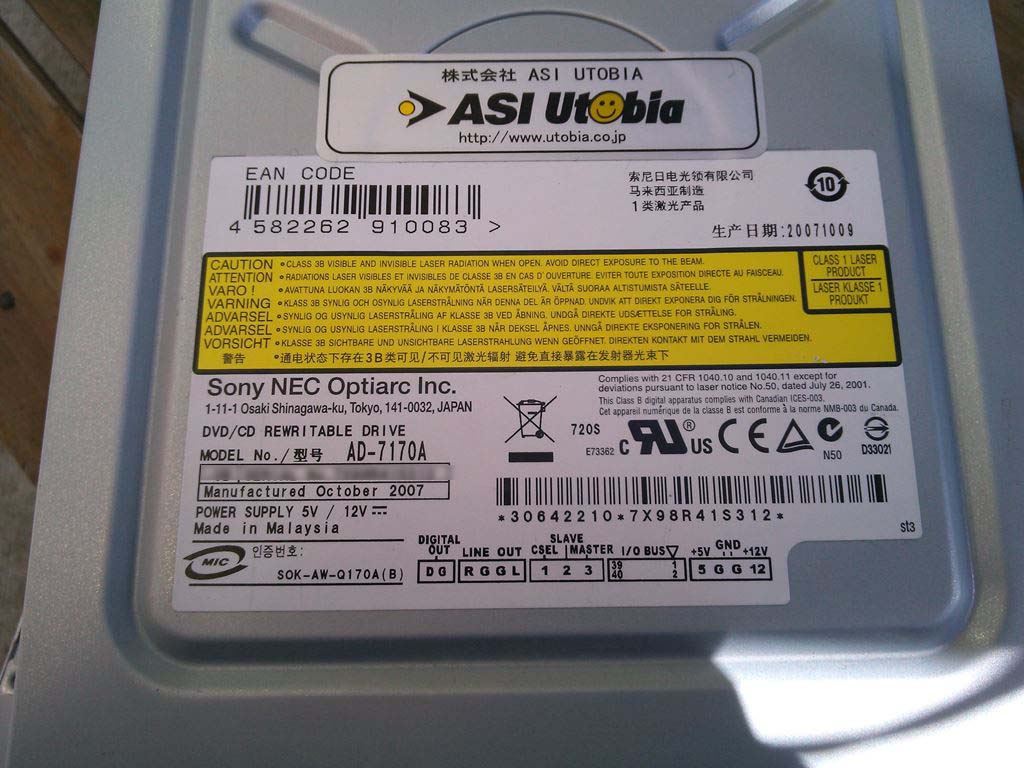 株式会社 ASI UTOBIA
ASI Utobia
http://www.utobia.co.jp
EAN CODE
4 582262 910083 >
索尼日电光领有限公司
马来西亚制造
1类激光产品
10
生产日期:20071009
CAUTION •CLASS 3B VISIBLE AND INVISIBLE LASER RADIATION WHEN OPEN. AVOID DIRECT EXPOSURE TO THE BEAM.
ATTENTION •RADIATIONS LASER VISIBLES ET INVISIBLES DE CLASSE 3B EN CAS D'OUVERTURE. EVITER TOUTE EXPOSITION DIRECTE AU FAISCEAU.
VARO ! •AVATTUNA LUOKAN 3B NÄKYVÄÄ JA NÄKYMÄTÖNTÄ LASERSÄTEILYÄ. VÄLTÄ SUORAA ALTISTUMISTA SÄTEELLE.
VARNING •KLASS 3B SYNLIG OCH OSYNLIG LASERSTRÅLNING NÄR DENNA DEL ÄR ÖPPNAD. UNDVIK ATT DIREKT EXPONERA DIG FÖR STRÅLNINGEN.
ADVARSEL •SYNLIG OG USYNLIG LASERSTRÅLING AF KLASSE 3B VED ÅBNING. UNDGÅ DIREKTE UDSÆTTELSE FOR STRÅLING.
ADVARSEL •SYNLIG OG USYNLIG LASERSTRÅLING I KLASSE 3B NÅR DEKSEL ÅPNES. UNNGÅ DIREKTE EKSPONERING FOR STRÅLEN.
VORSICHT •KLASSE 3B SICHTBARE UND UNSICHTBARE LASERSTRAHLUNG WENN GEÖFFNET. DIREKTEN KONTAKT MIT DEM STRAHL VERMEIDEN.
警告 •通电状态下存在3B类可见/不可见激光辐射 避免直接暴露在发射器光束下
CLASS 1 LASER
PRODUCT
LASER KLASSE 1
PRODUKT
Sony NEC Optiarc Inc.
1-11-1 Osaki Shinagawa-ku, Tokyo, 141-0032, JAPAN
DVD/CD REWRITABLE DRIVE
MODEL No./型号 AD-7170A
Manufactured October 2007
POWER SUPPLY 5V / 12V
Made in Malaysia
MIC 인증번호:
SOK-AW-Q170A(B)
Complies with 21 CFR 1040.10 and 1040.11 except for
deviations pursuant to laser notice No.50, dated July 26, 2001.
This Class B digital apparatus complies with Canadian ICES-003.
Cet appareil numérique de la classe B est conforme à la norme NMB-003 du Canada.
720S
E73362 C RU ® US CE N50 D33021
*30642210*7X98R41S312*
st3
DIGITAL OUT LINE OUT SLAVE CSEL MASTER I/O BUS +5V GND +12V
DG RGGL 1 2 3 39 40 1 2 5 G G 12